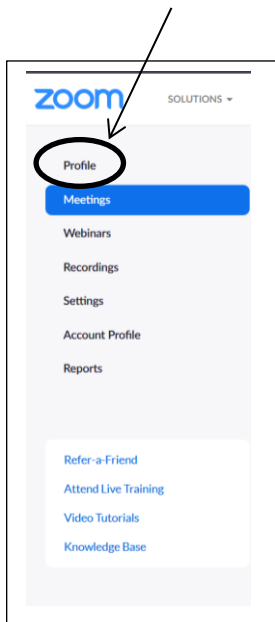 zoom SOLUTIONS
Profile
Meetings
Webinars
Recordings
Settings
Account Profile
Reports
Refer-a-Friend
Attend Live Training
Video Tutorials
Knowledge Base